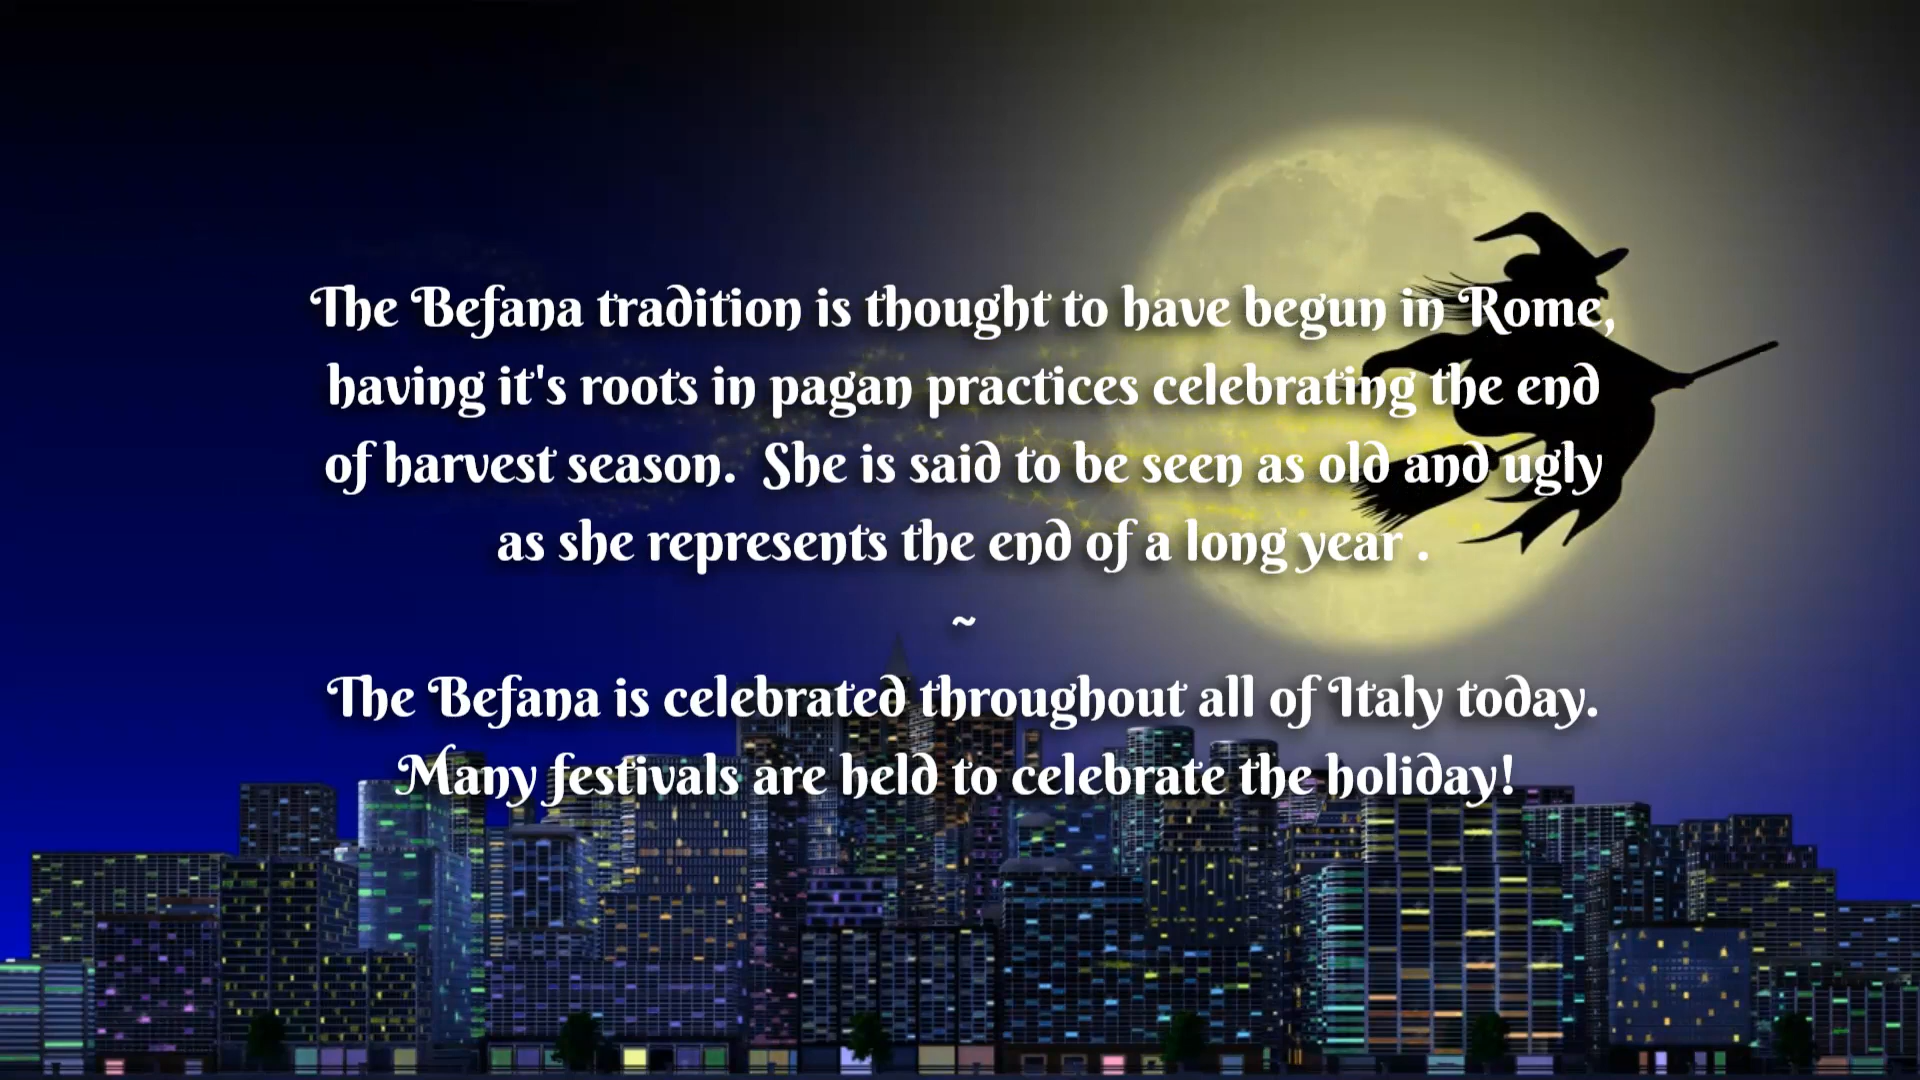 The Befana tradition is thought to have begun in Rome,
having it's roots in pagan practices celebrating the end
of harvest season.  She is said to be seen as old and ugly
as she represents the end of a long year .
~
The Befana is celebrated throughout all of Italy today.
Many festivals are held to celebrate the holiday!